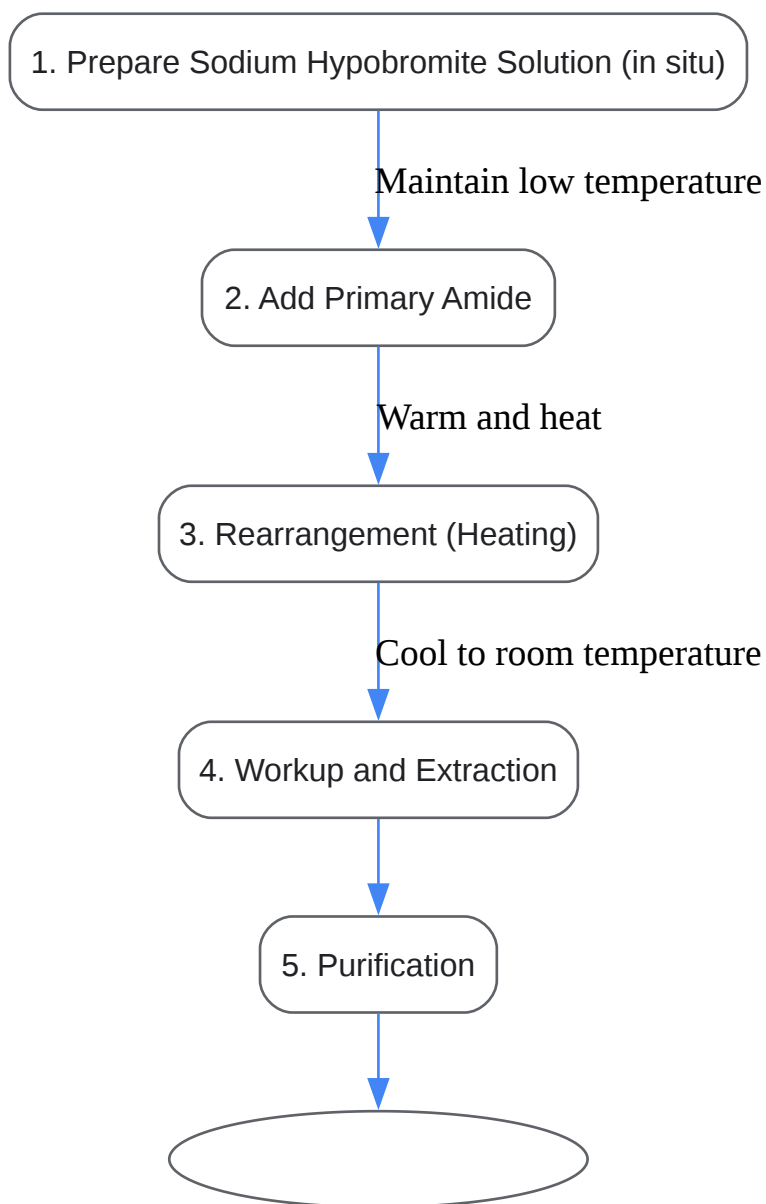 1. Prepare Sodium Hypobromite Solution (in situ)
Maintain low temperature
2. Add Primary Amide
Warm and heat
3. Rearrangement (Heating)
Cool to room temperature
4. Workup and Extraction
5. Purification